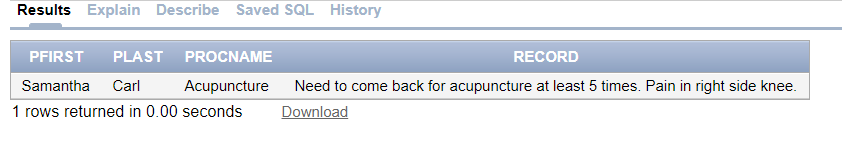 Results Explain Describe Saved SQL History
PFIRST PLAST PROCNAME RECORD
Samantha Carl Acupuncture Need to come back for acupuncture at least 5 times. Pain in right side knee.
1 rows returned in 0.00 seconds Download